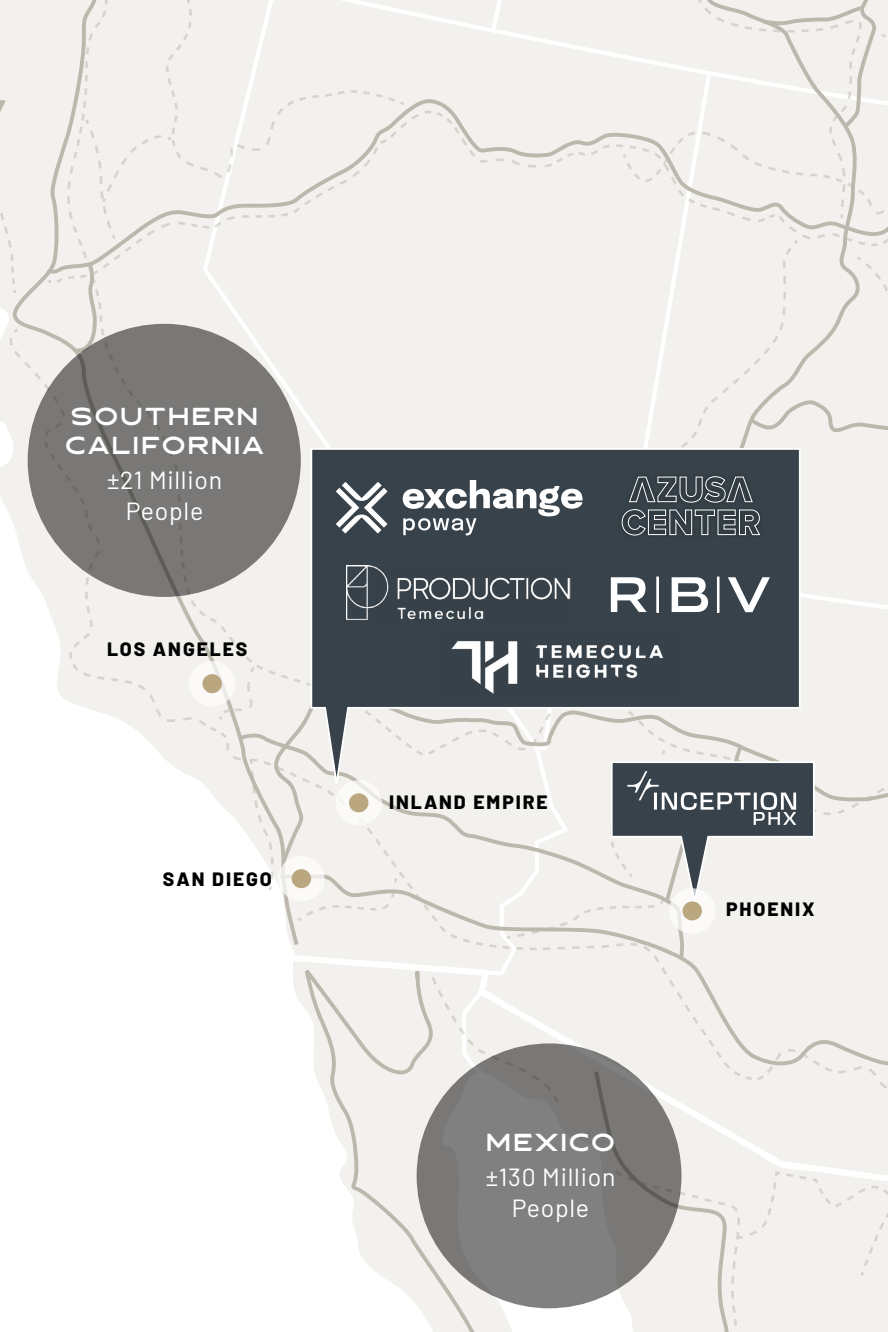 SOUTHERN
CALIFORNIA
±21 Million
People
exchange
poway
AZUSA
CENTER
PRODUCTION
Temecula
R|B|V
TEMECULA
HEIGHTS
LOS ANGELES
INLAND EMPIRE
INCEPTION
PHX
SAN DIEGO
PHOENIX
MEXICO
±130 Million
People